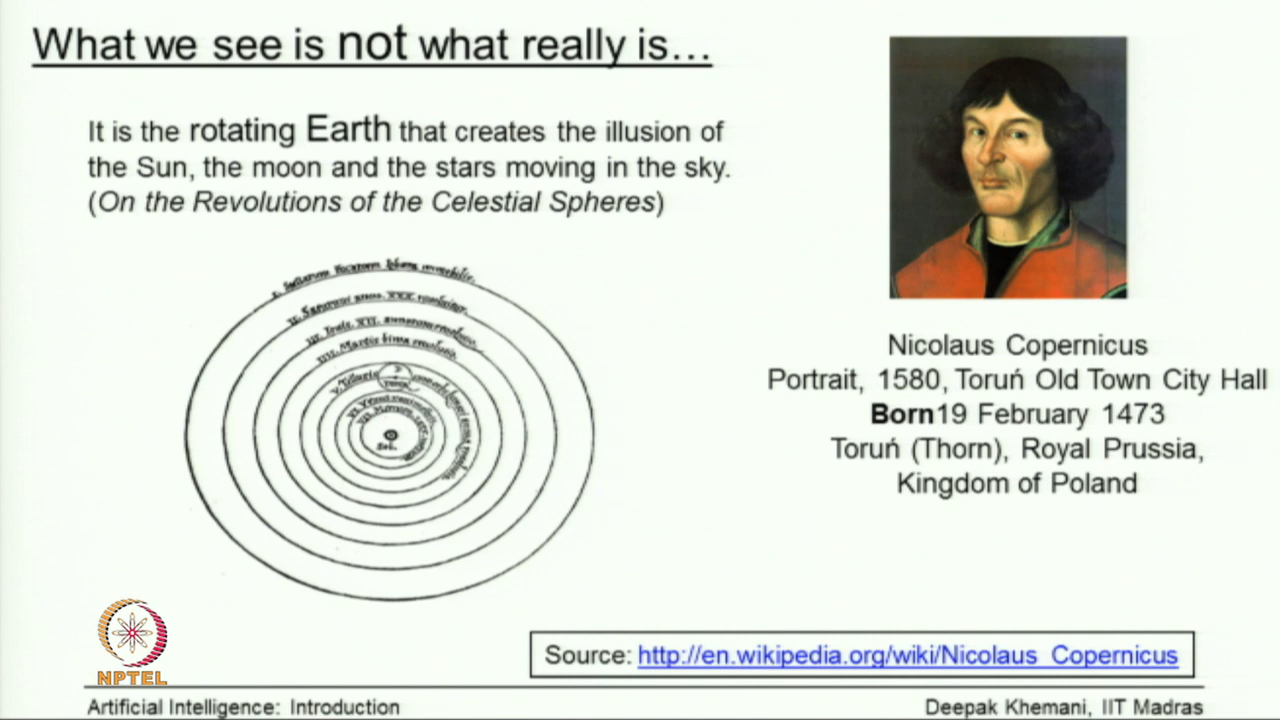 What we see is not what really is...
It is the rotating Earth that creates the illusion of
the Sun, the moon and the stars moving in the sky.
(On the Revolutions of the Celestial Spheres)
Nicolaus Copernicus
Portrait, 1580, Toruń Old Town City Hall
Born19 February 1473
Toruń (Thorn), Royal Prussia,
Kingdom of Poland
Sol.
NPTEL
Source: http://en.wikipedia.org/wiki/Nicolaus_Copernicus
Artificial Intelligence: Introduction
Deepak Khemani, IIT Madras